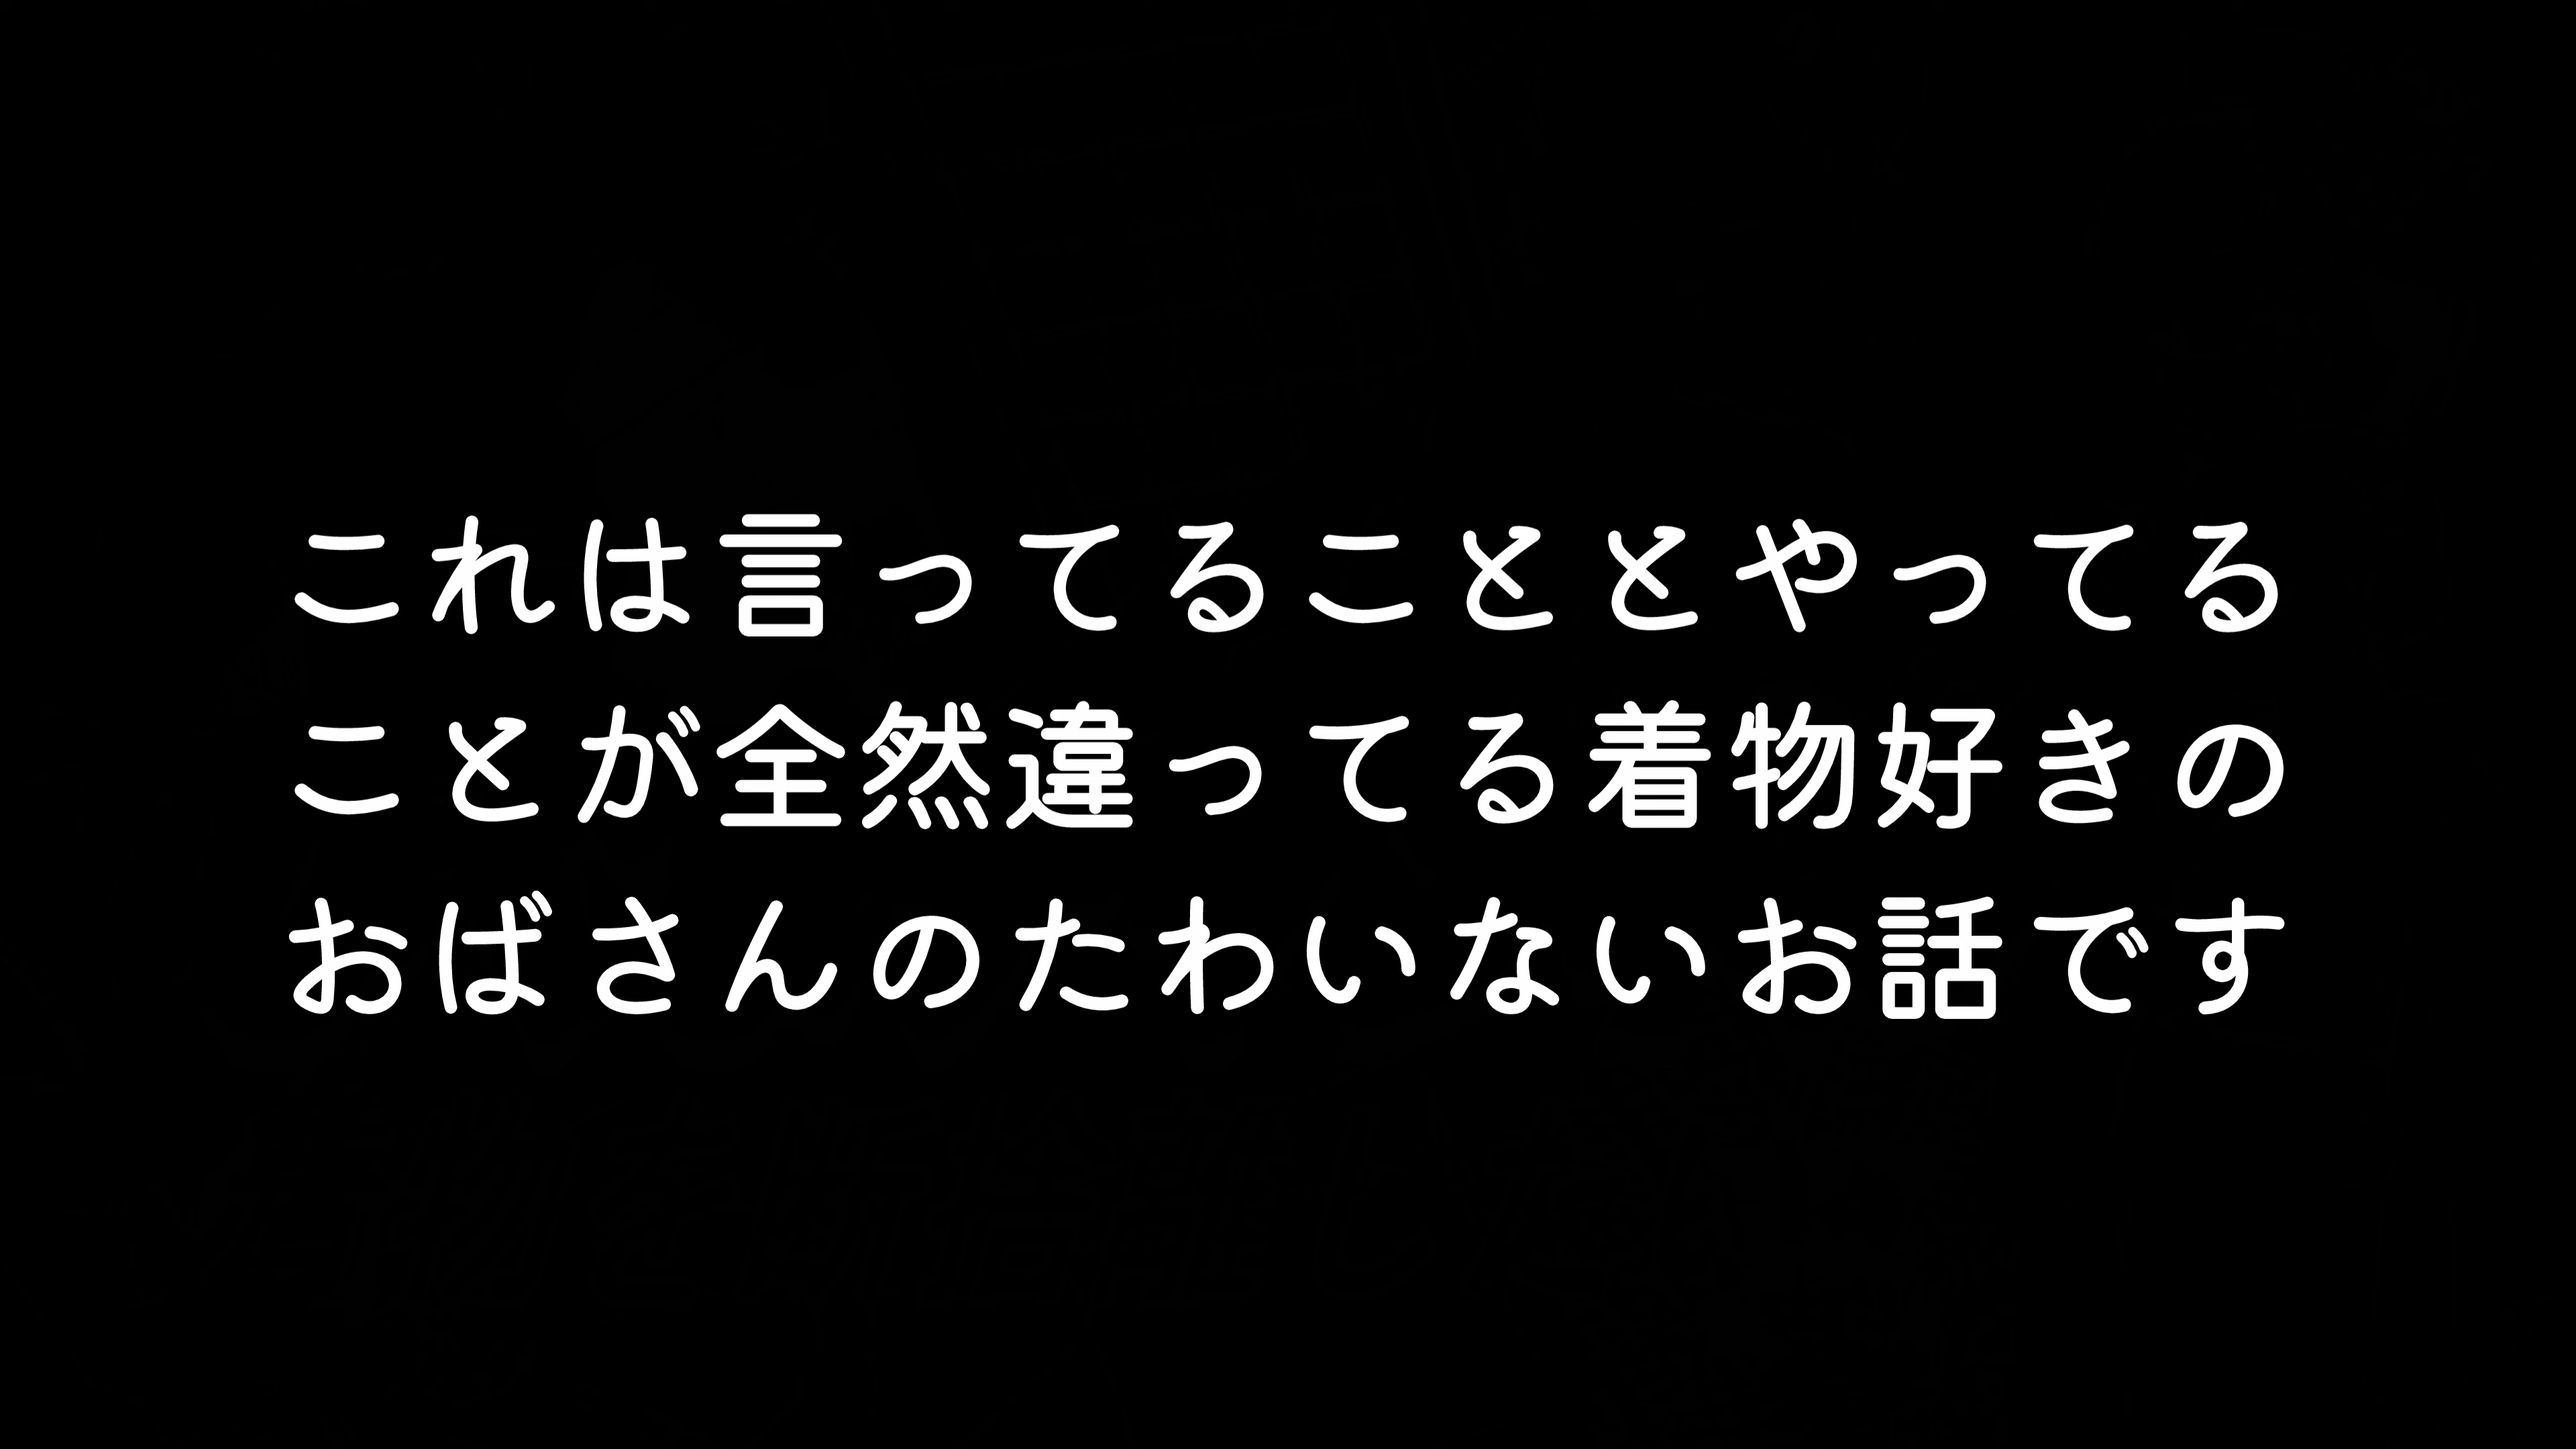 これは言ってることとやってる
ことが全然違ってる着物好きの
おばさんのたわいないお話です